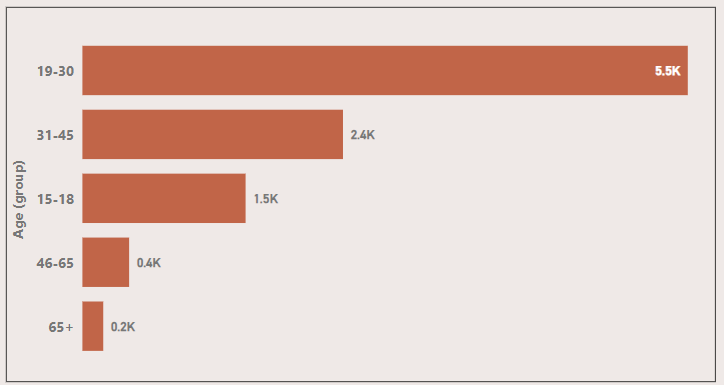 Age (group)
19-30
5.5K
31-45
2.4K
15-18
1.5K
46-65
0.4K
65+
0.2K